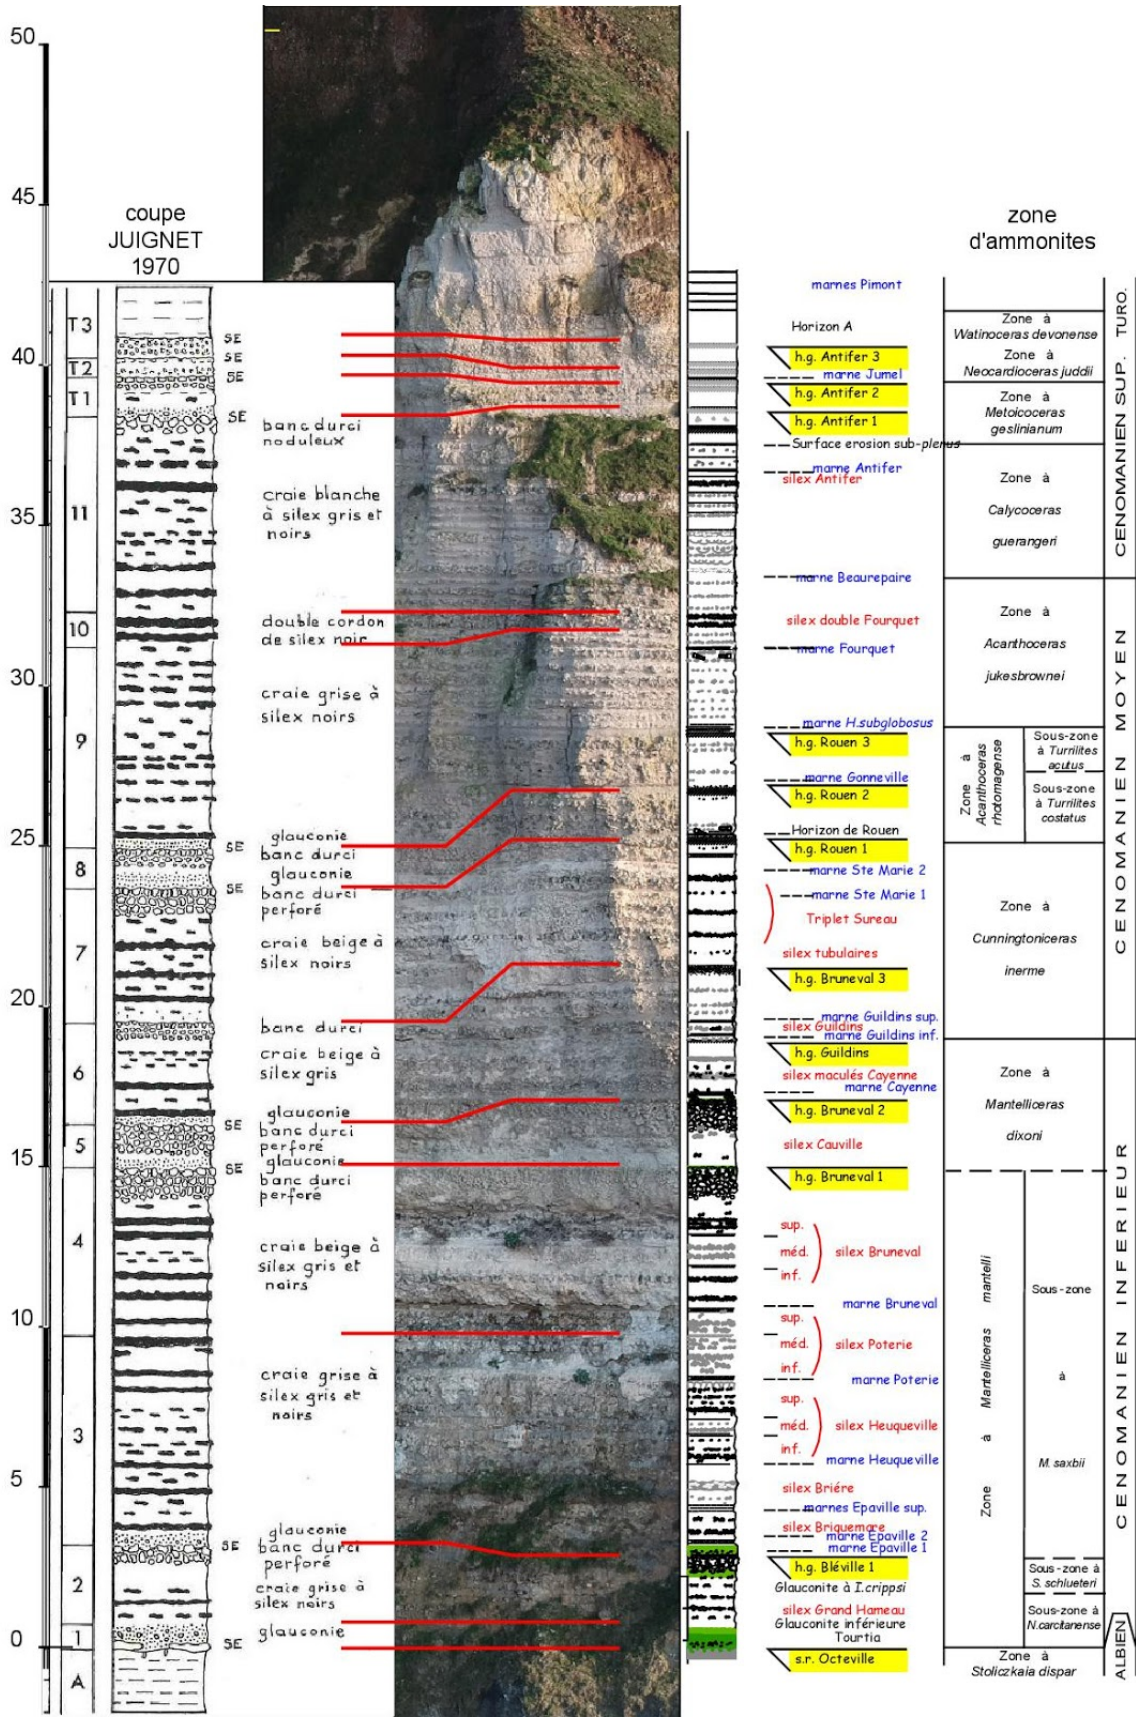 50
45
40
35
30
25
20
15
10
5
0
coupe
JUIGNET
1970
T3
T2
T1
11
10
9
8
7
6
5
4
3
2
1
A
SE
SE
SE
SE
banc durci
noduleux
craie blanche
à silex gris et
noirs
double cordon
de silex noir
craie grise à
silex noirs
SE
glauconie
banc durci
glauconie
SE
banc durci
perforé
craie beige à
silex noirs
banc durci
craie beige à
silex gris
glauconie
SE
banc durci
perforé
glauconie
SE
banc durci
perforé
craie beige à
silex gris et
noirs
craie grise à
silex gris et
noirs
glauconie
SE
banc durci
perforé
craie grise à
silex noirs
glauconie
SE
marnes Pimont
Horizon A
h.g. Antifer 3
marne Jumel
h.g. Antifer 2
h.g. Antifer 1
Surface erosion sub-plenus
marne Antifer
silex Antifer
marne Beaurepaire
silex double Fourquet
marne Fourquet
marne H.subglobosus
h.g. Rouen 3
marne Gonneville
h.g. Rouen 2
Horizon de Rouen
h.g. Rouen 1
marne Ste Marie 2
marne Ste Marie 1
Triplet Sureau
silex tubulaires
h.g. Bruneval 3
marne Guildins sup.
silex Guildins
marne Guildins inf.
h.g. Guildins
silex maculés Cayenne
marne Cayenne
h.g. Bruneval 2
silex Cauville
h.g. Bruneval 1
sup.
méd.
inf.
silex Bruneval
marne Bruneval
sup.
méd.
inf.
silex Poterie
marne Poterie
sup.
méd.
inf.
silex Heuqueville
marne Heuqueville
silex Briére
marnes Epaville sup.
silex Briquemare
marne Epaville 2
marne Epaville 1
h.g. Bléville 1
Glauconite à I.crippsi
silex Grand Hameau
Glauconite inférieure
Tourtia
s.r. Octeville
zone
d'ammonites
Zone à
Watinoceras devonense
Zone à
Neocardioceras juddii
Zone à
Metoicoceras
geslinianum
Zone à
Calycoceras
guerangeri
Zone à
Acanthoceras
jukesbrownei
Zone à
Acanthoceras
rhotomagense
Sous-zone
à Turrilites
acutus
Sous-zone
à Turrilites
costatus
Zone à
Cunningtoniceras
inerme
Zone à
Mantelliceras
dixoni
Zone à Mantelliceras mantelli
Sous-zone
à
M. saxbii
Sous-zone à
S. schlueteri
Sous-zone à
N.carcitanense
Zone à
Stoliczkaia dispar
TURO.
CENOMANIEN SUP.
CENOMANIEN MOYEN
CENOMANIEN INFERIEUR
ALBIEN